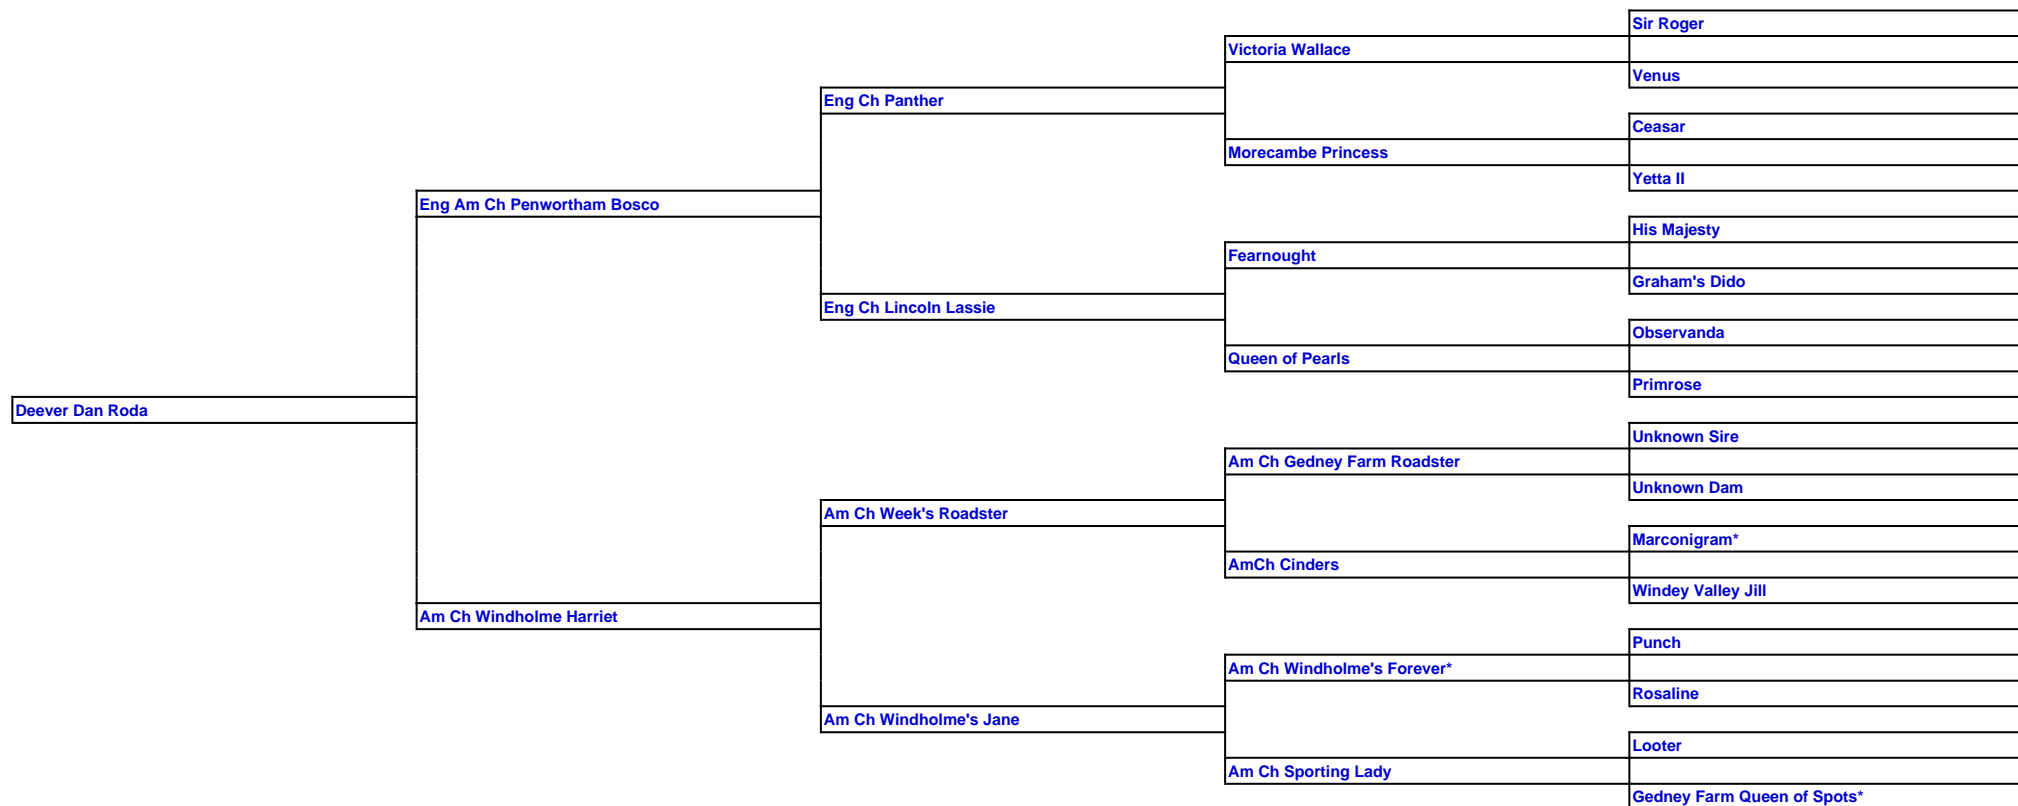 Sir Roger
Victoria Wallace
Venus
Eng Ch Panther
Ceasar
Morecambe Princess
Yetta II
Eng Am Ch Penwortham Bosco
His Majesty
Fearnought
Graham's Dido
Eng Ch Lincoln Lassie
Observanda
Queen of Pearls
Primrose
Deever Dan Roda
Unknown Sire
Am Ch Gedney Farm Roadster
Unknown Dam
Am Ch Week's Roadster
Marconigram*
AmCh Cinders
Windey Valley Jill
Am Ch Windholme Harriet
Punch
Am Ch Windholme's Forever*
Rosaline
Am Ch Windholme's Jane
Looter
Am Ch Sporting Lady
Gedney Farm Queen of Spots*